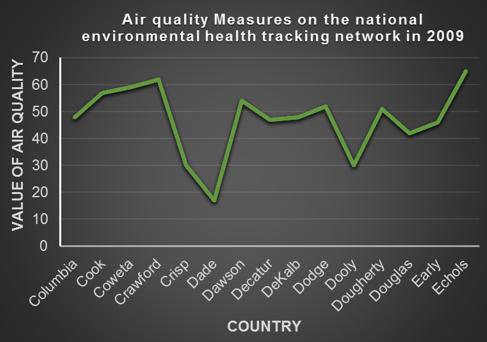 Air quality Measures on the national
environmental health tracking network in 2009
VALUE OF AIR QUALITY
70
60
50
40
30
20
10
0
Columbia
Cook
Coweta
Crawford
Crisp
Dade
Dawson
Decatur
DeKalb
Dodge
Dooly
Dougherty
Douglas
Early
Echols
COUNTRY